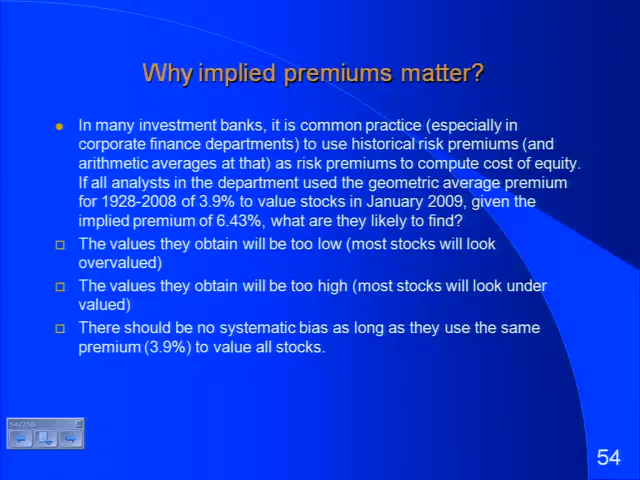 Why implied premiums matter?
In many investment banks, it is common practice (especially in
corporate finance departments) to use historical risk premiums (and
arithmetic averages at that) as risk premiums to compute cost of equity.
If all analysts in the department used the geometric average premium
for 1928-2008 of 3.9% to value stocks in January 2009, given the
implied premium of 6.43%, what are they likely to find?
The values they obtain will be too low (most stocks will look
overvalued)
The values they obtain will be too high (most stocks will look under
valued)
There should be no systematic bias as long as they use the same
premium (3.9%) to value all stocks.
54